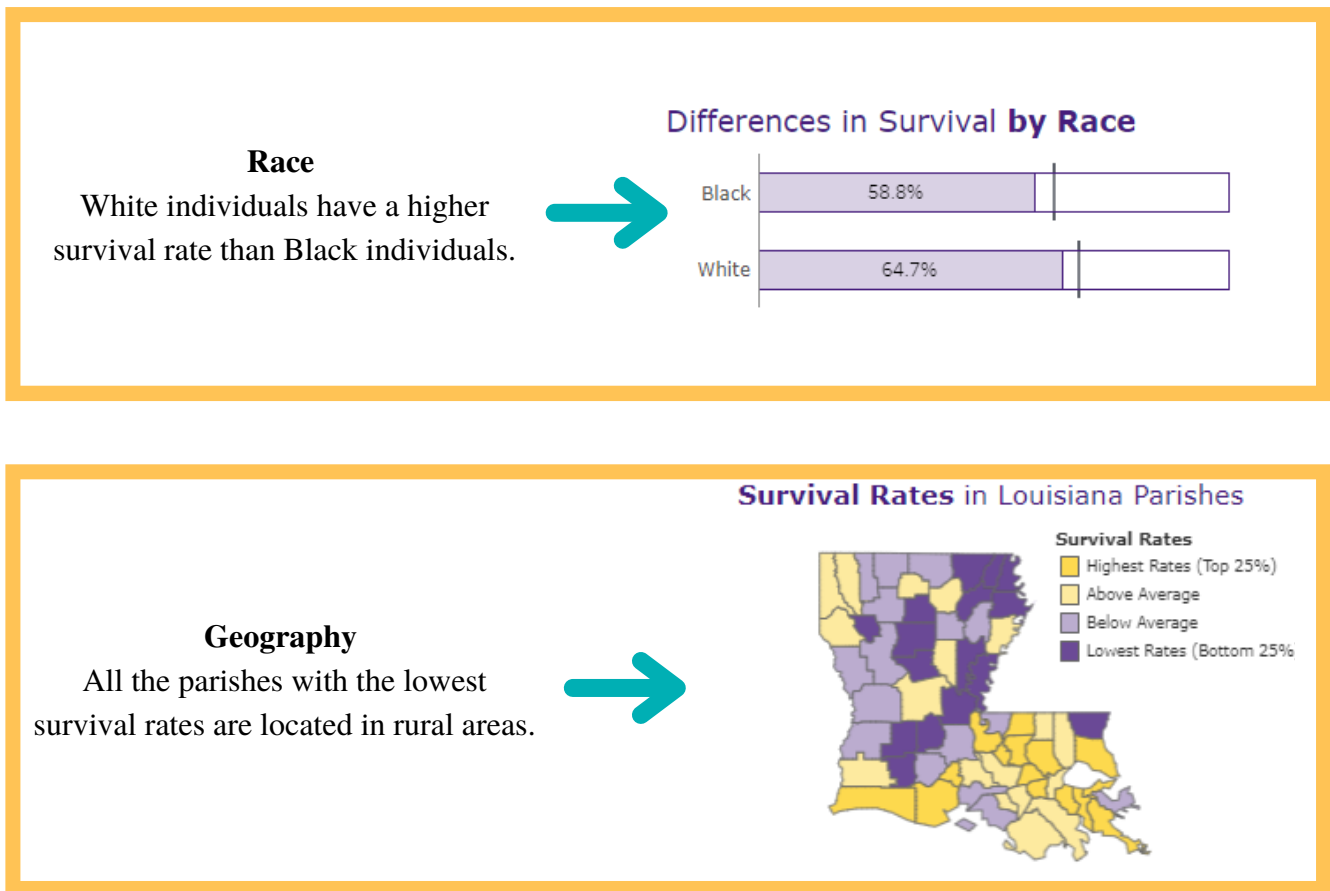 Race
White individuals have a higher
survival rate than Black individuals.
Differences in Survival by Race
Black
58.8%
White
64.7%
Geography
All the parishes with the lowest
survival rates are located in rural areas.
Survival Rates in Louisiana Parishes
Survival Rates
Highest Rates (Top 25%)
Above Average
Below Average
Lowest Rates (Bottom 25%